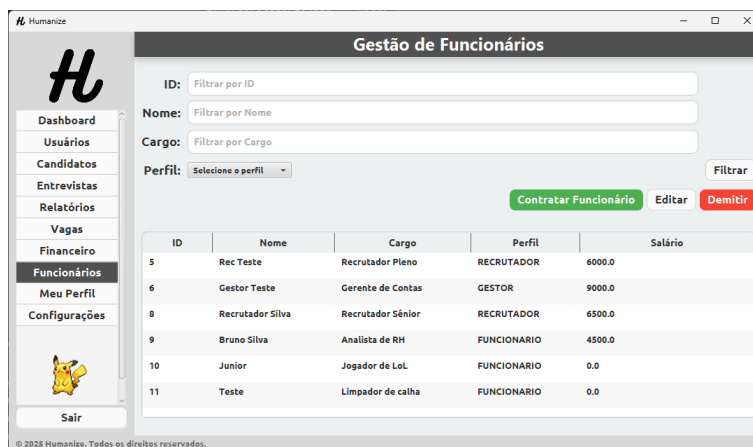 Humanize
Gestão de Funcionários
H
ID: Filtrar por ID
Nome: Filtrar por Nome
Cargo: Filtrar por Cargo
Perfil: Selecione o perfil
Filtrar
Contratar Funcionário Editar Demitir
Dashboard
Usuários
Candidatos
Entrevistas
Relatórios
Vagas
Financeiro
Funcionários
Meu Perfil
Configurações
Sair
ID Nome Cargo Perfil Salário
5 Rec Teste Recrutador Pleno RECRUTADOR 6000.0
6 Gestor Teste Gerente de Contas GESTOR 9000.0
8 Recrutador Silva Recrutador Sênior RECRUTADOR 6500.0
9 Bruno Silva Analista de RH FUNCIONARIO 4500.0
10 Junior Jogador de LoL FUNCIONARIO 0.0
11 Teste Limpador de calha FUNCIONARIO 0.0
© 2025 Humanize. Todos os direitos reservados.